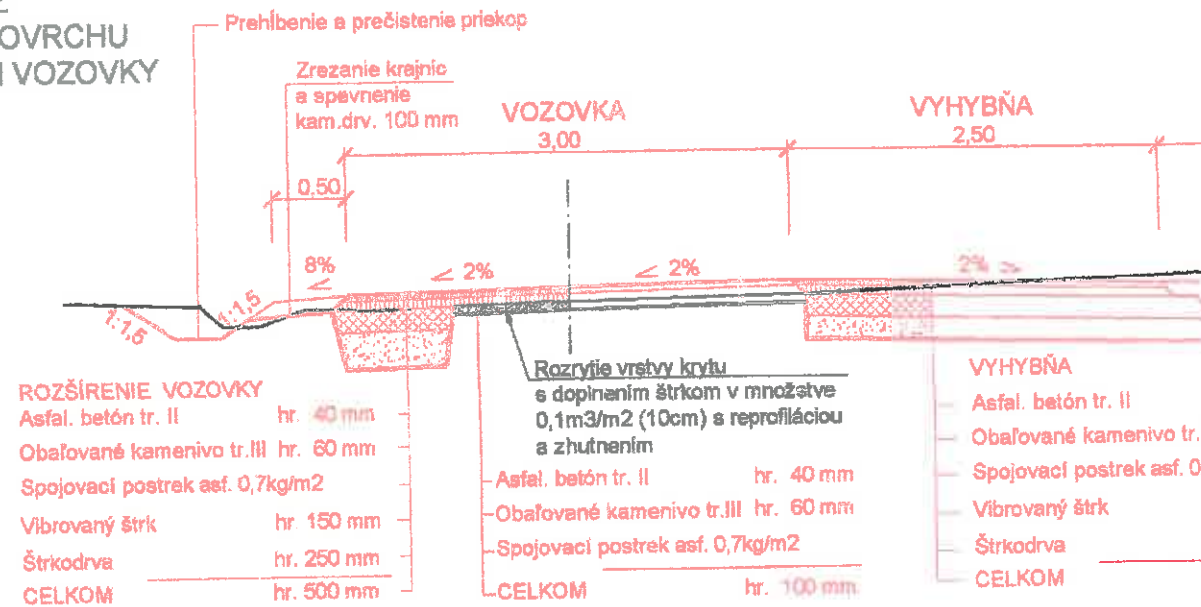 OVRCHU
VOZOVKY
Prehĺbenie a prečistenie priekop
Zrezanie krajníc
a spevnenie
kam.drv. 100 mm
VOZOVKA
3,00
VYHYBŇA
2,50
0,50
8%
< 2%
< 2%
2% >
1:1,5
1:1,5
Rozrytie vrstvy krytu
s doplnením štrkom v množstve
0,1m3/m2 (10cm) s reprofiláciou
a zhutnením
ROZŠÍRENIE VOZOVKY
Asfal. betón tr. II hr. 40 mm
Obaľované kamenivo tr.III hr. 60 mm
Spojovací postrek asf. 0,7kg/m2
Vibrovaný štrk hr. 150 mm
Štrkodrva hr. 250 mm
CELKOM hr. 500 mm
Asfal. betón tr. II hr. 40 mm
Obaľované kamenivo tr.III hr. 60 mm
Spojovací postrek asf. 0,7kg/m2
CELKOM hr. 100 mm
VYHYBŇA
Asfal. betón tr. II
Obaľované kamenivo tr.
Spojovací postrek asf. 0
Vibrovaný štrk
Štrkodrva
CELKOM